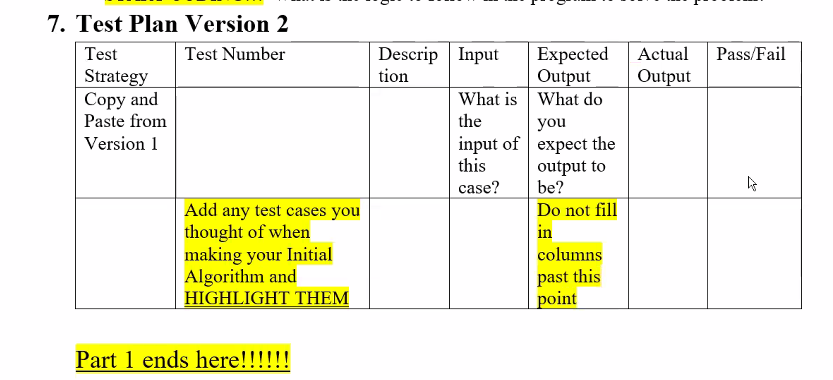 7. Test Plan Version 2
Test Strategy | Test Number | Description | Input | Expected Output | Actual Output | Pass/Fail
Copy and Paste from Version 1 | | | What is the input of this case? | What do you expect the output to be? | |
| Add any test cases you thought of when making your Initial Algorithm and HIGHLIGHT THEM | | | Do not fill in columns past this point | |
Part 1 ends here!!!!!!